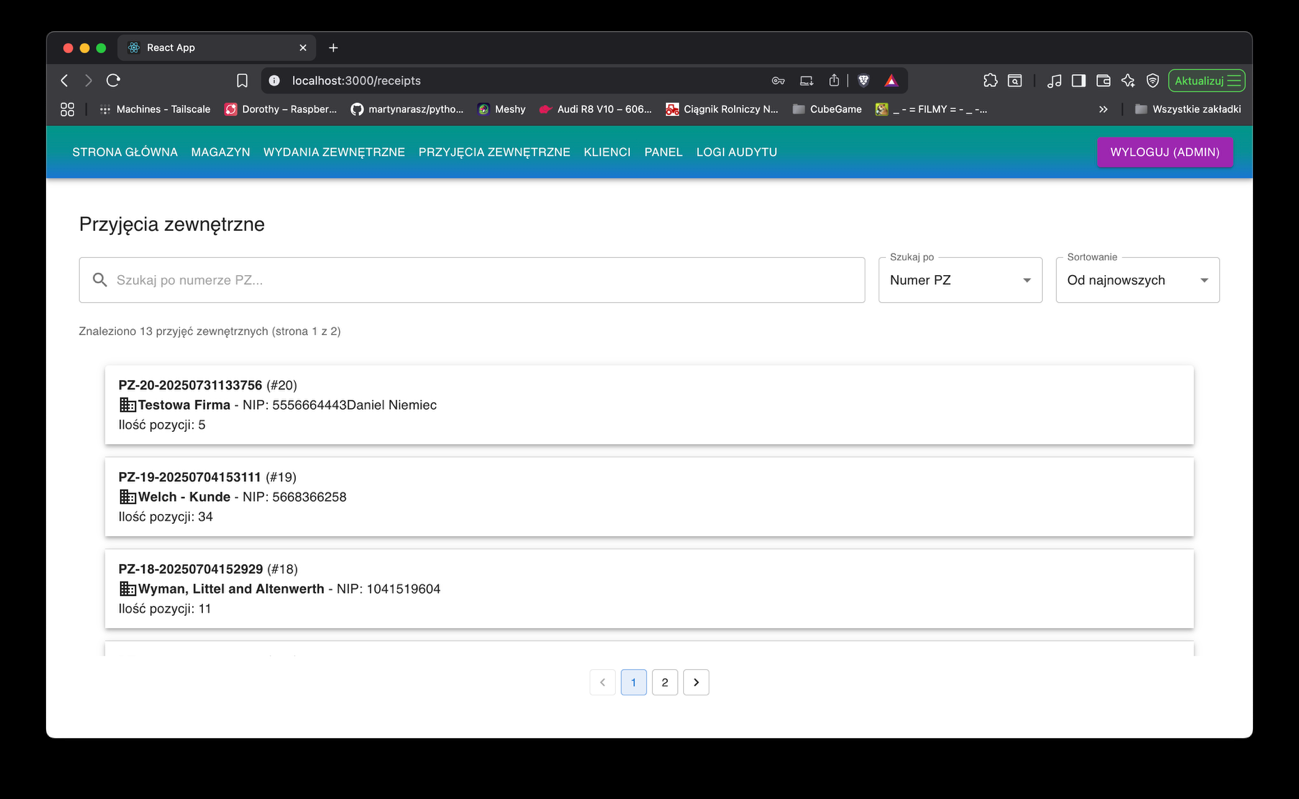 React App
localhost:3000/receipts
Aktualizuj
Machines - Tailscale
Dorothy – Raspber...
martynarasz/pytho...
Meshy
Audi R8 V10 – 606...
Ciągnik Rolniczy N...
CubeGame
_ - = FILMY = - _ -...
Wszystkie zakładki
STRONA GŁÓWNA
MAGAZYN
WYDANIA ZEWNĘTRZNE
PRZYJĘCIA ZEWNĘTRZNE
KLIENCI
PANEL
LOGI AUDYTU
WYLOGUJ (ADMIN)
Przyjęcia zewnętrzne
Szukaj po numerze PZ...
Szukaj po
Numer PZ
Sortowanie
Od najnowszych
Znaleziono 13 przyjęć zewnętrznych (strona 1 z 2)
PZ-20-20250731133756 (#20)
Testowa Firma - NIP: 5556664443Daniel Niemiec
Ilość pozycji: 5
PZ-19-20250704153111 (#19)
Welch - Kunde - NIP: 5668366258
Ilość pozycji: 34
PZ-18-20250704152929 (#18)
Wyman, Littel and Altenwerth - NIP: 1041519604
Ilość pozycji: 11
1
2